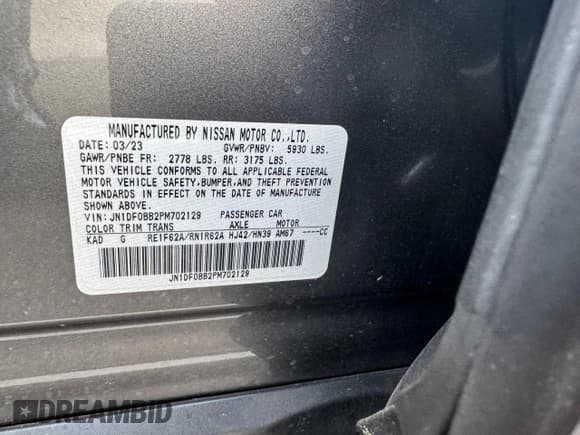 MANUFACTURED BY NISSAN MOTOR CO.,LTD.
DATE: 03/23 GVWR/PNBV: 5930 LBS.
GAWR/PNBE FR: 2778 LBS. RR: 3175 LBS.
THIS VEHICLE CONFORMS TO ALL APPLICABLE FEDERAL
MOTOR VEHICLE SAFETY,BUMPER,AND THEFT PREVENTION
STANDARDS IN EFFECT ON THE DATE OF MANUFACTURE
SHOWN ABOVE.
VIN: JN1DF0BB2PM702129 PASSENGER CAR
COLOR TRIM TRANS AXLE MOTOR
KAD G RE1F62A/RN1R62A HJ42/HN39 AM67 ----CC
JN1DF0BB2PM702129
DREAMBID